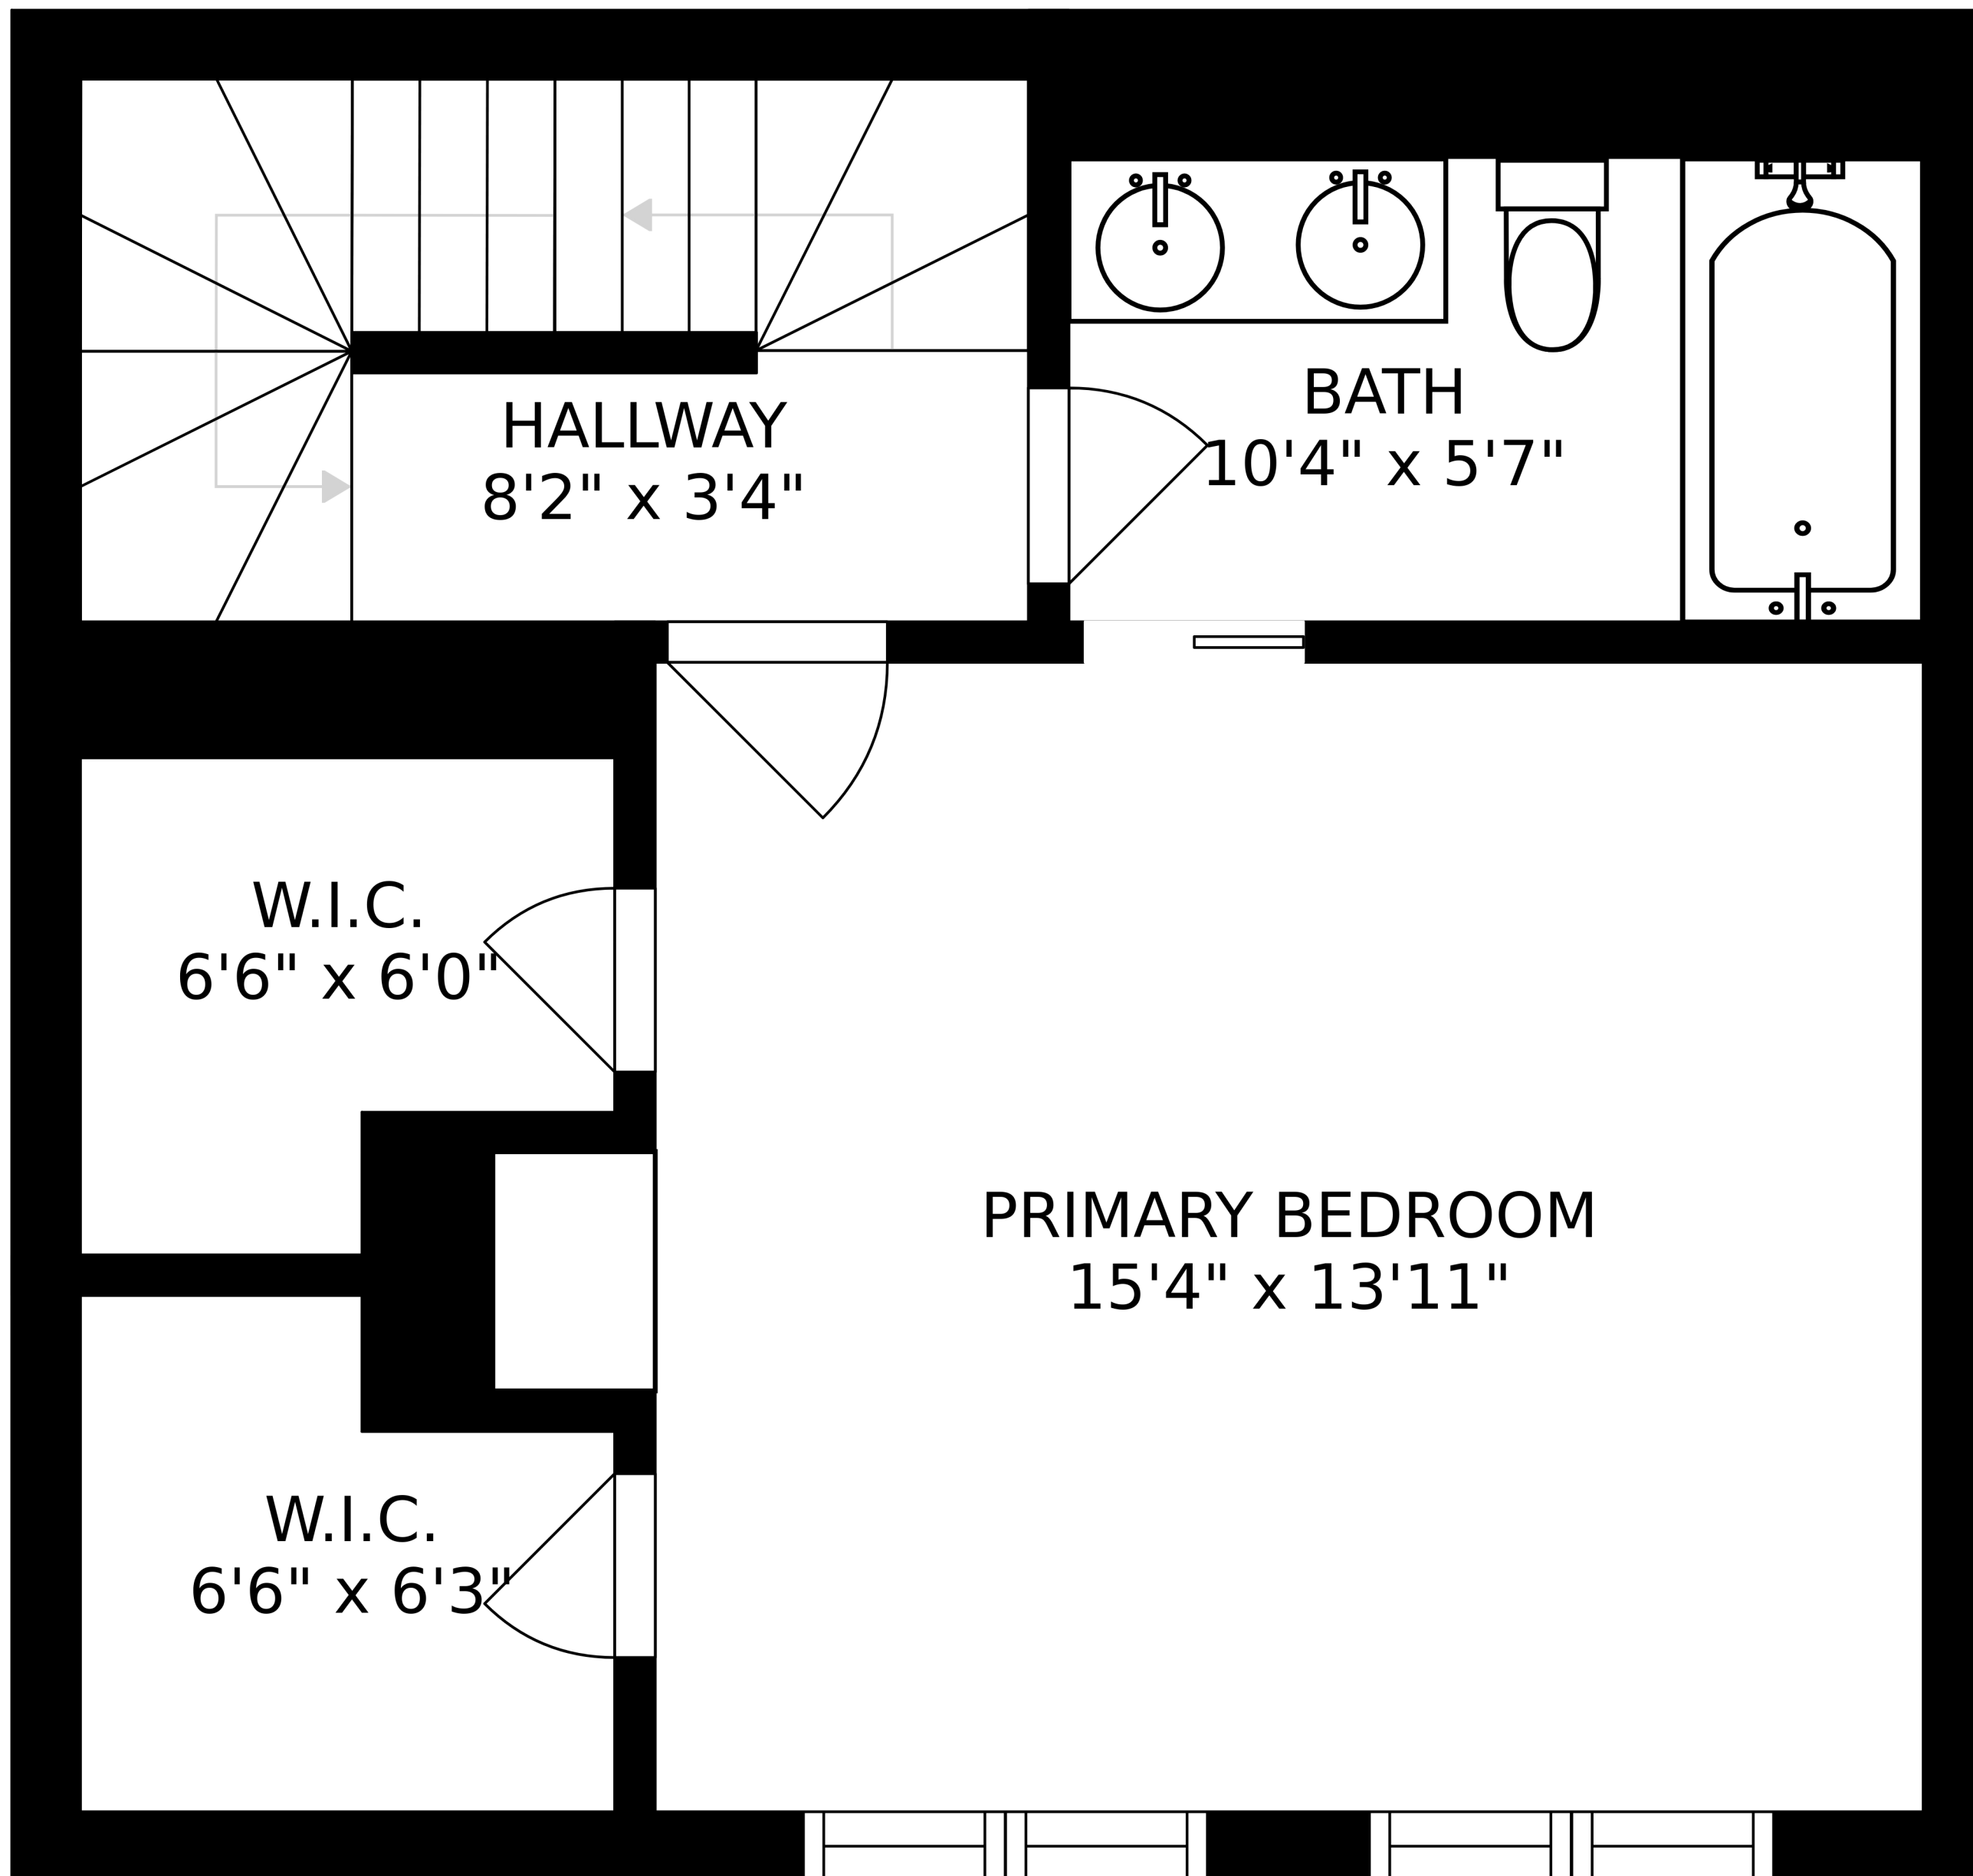 HALLWAY
8'2" x 3'4"
BATH
10'4" x 5'7"
W.I.C.
6'6" x 6'0"
PRIMARY BEDROOM
15'4" x 13'11"
W.I.C.
6'6" x 6'3"